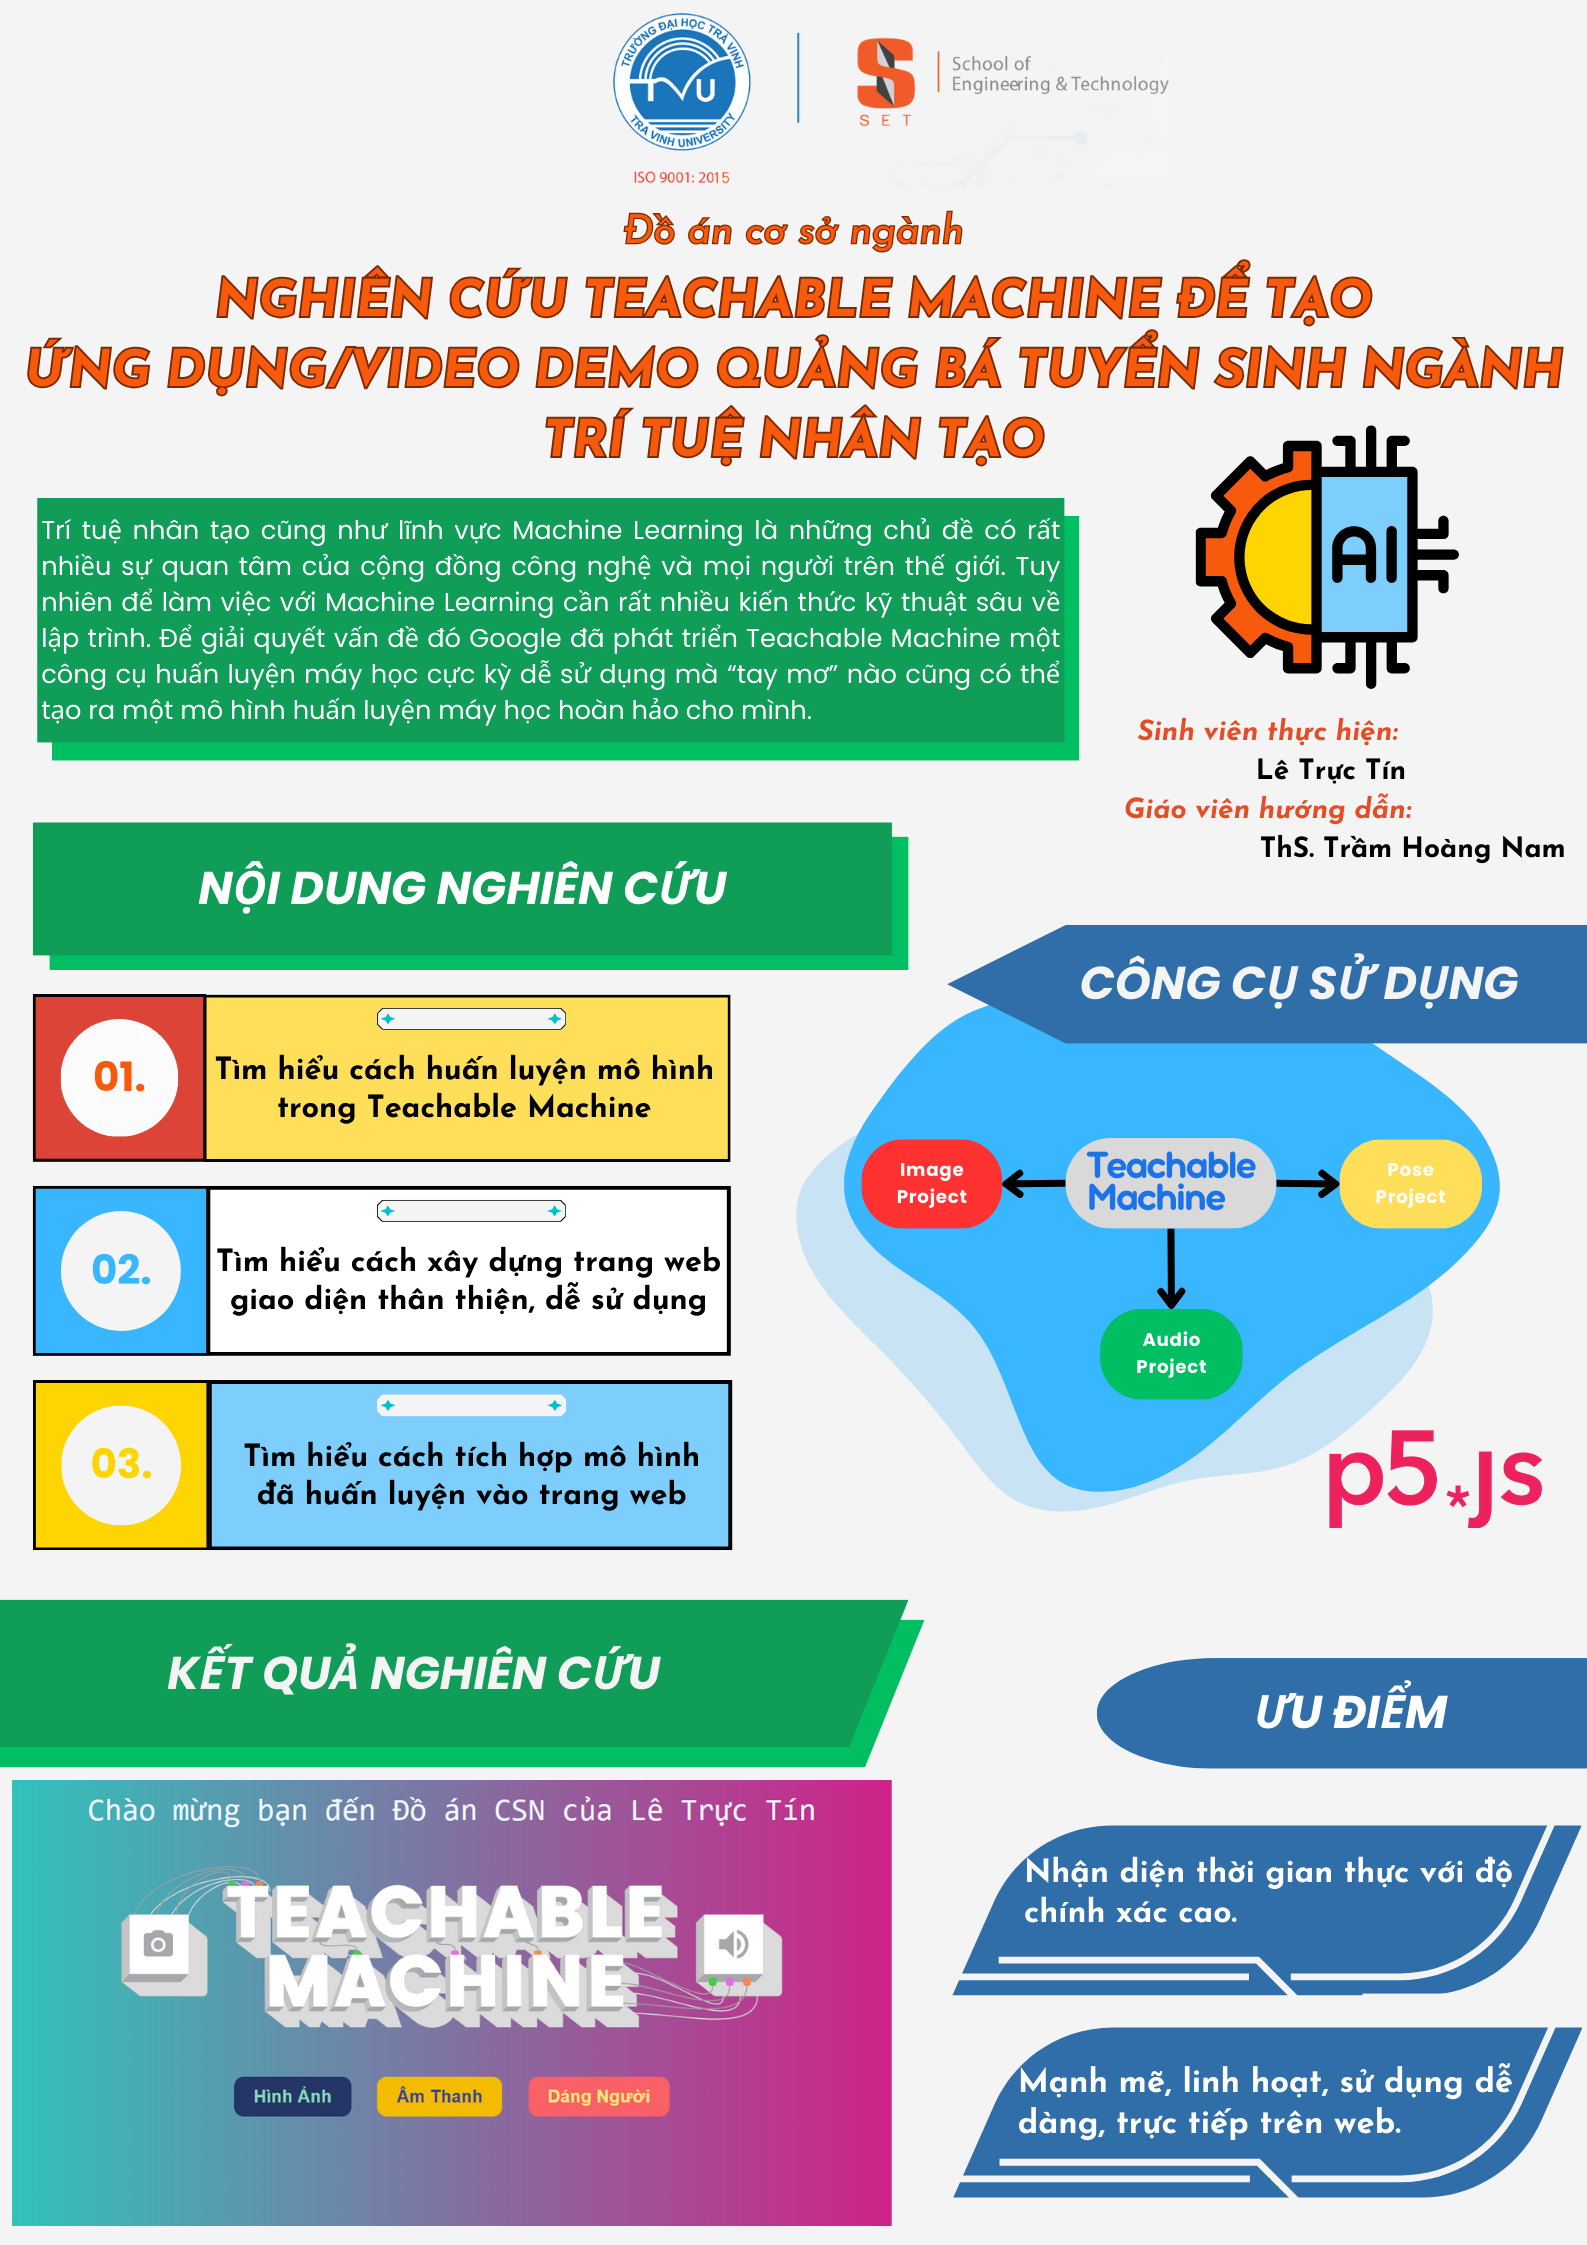 TRƯỜNG ĐẠI HỌC TRÀ VINH
TVU
TRA VINH UNIVERSITY
ISO 9001: 2015
SET
School of
Engineering & Technology
Đồ án cơ sở ngành
NGHIÊN CỨU TEACHABLE MACHINE ĐỂ TẠO
ỨNG DỤNG/VIDEO DEMO QUẢNG BÁ TUYỂN SINH NGÀNH
TRÍ TUỆ NHÂN TẠO
Trí tuệ nhân tạo cũng như lĩnh vực Machine Learning là những chủ đề có rất
nhiều sự quan tâm của cộng đồng công nghệ và mọi người trên thế giới. Tuy
nhiên để làm việc với Machine Learning cần rất nhiều kiến thức kỹ thuật sâu về
lập trình. Để giải quyết vấn đề đó Google đã phát triển Teachable Machine một
công cụ huấn luyện máy học cực kỳ dễ sử dụng mà “tay mơ” nào cũng có thể
tạo ra một mô hình huấn luyện máy học hoàn hảo cho mình.
AI
Sinh viên thực hiện:
Lê Trực Tín
Giáo viên hướng dẫn:
ThS. Trầm Hoàng Nam
NỘI DUNG NGHIÊN CỨU
01.
Tìm hiểu cách huấn luyện mô hình
trong Teachable Machine
02.
Tìm hiểu cách xây dựng trang web
giao diện thân thiện, dễ sử dụng
03.
Tìm hiểu cách tích hợp mô hình
đã huấn luyện vào trang web
CÔNG CỤ SỬ DỤNG
Image
Project
Teachable
Machine
Pose
Project
Audio
Project
p5*js
KẾT QUẢ NGHIÊN CỨU
Chào mừng bạn đến Đồ án CSN của Lê Trực Tín
TEACHABLE
MACHINE
Hình Ảnh
Âm Thanh
Dáng Người
ƯU ĐIỂM
Nhận diện thời gian thực với độ
chính xác cao.
Mạnh mẽ, linh hoạt, sử dụng dễ
dàng, trực tiếp trên web.